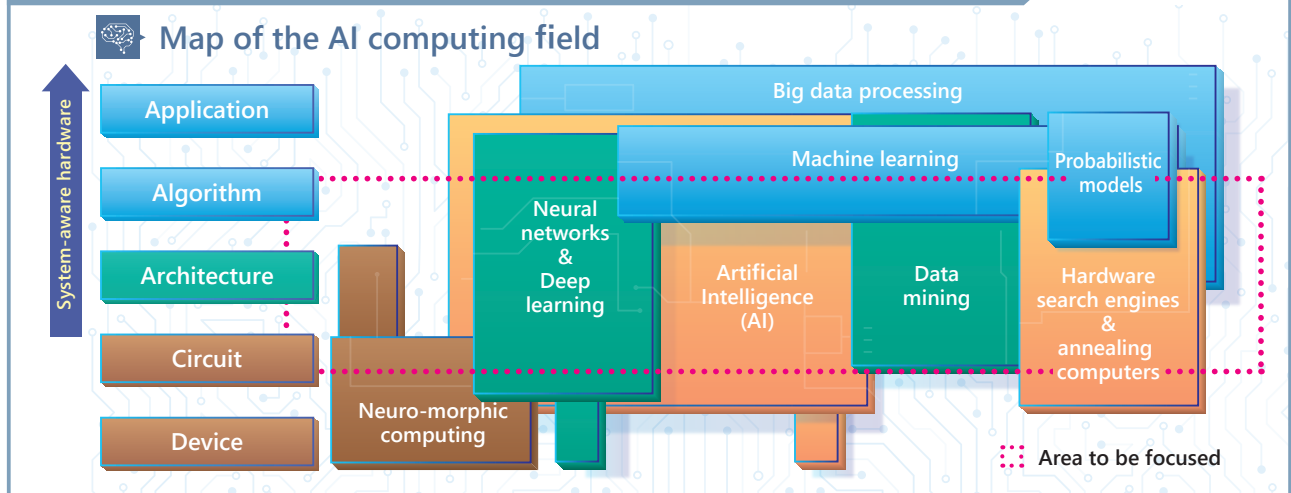 Map of the AI computing field
System-aware hardware
Application
Algorithm
Architecture
Circuit
Device
Big data processing
Machine learning
Probabilistic
models
Neural
networks
&
Deep
learning
Artificial
Intelligence
(AI)
Data
mining
Hardware
search engines
&
annealing
computers
Neuro-morphic
computing
Area to be focused